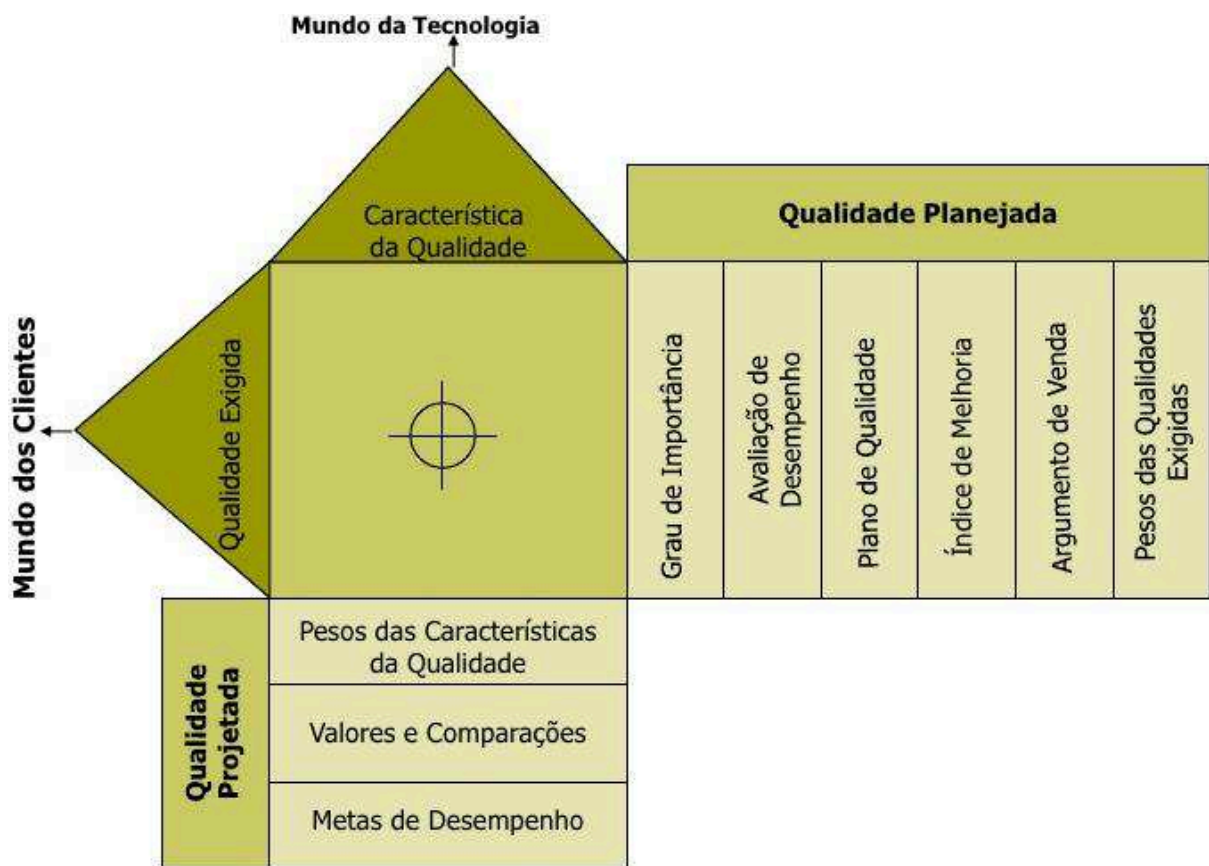 Mundo da Tecnologia
Característica
da Qualidade
Qualidade Planejada
Mundo dos Clientes
Qualidade Exigida
Grau de Importância
Avaliação de
Desempenho
Plano de Qualidade
Índice de Melhoria
Argumento de Venda
Pesos das Qualidades
Exigidas
Qualidade
Projetada
Pesos das Características
da Qualidade
Valores e Comparações
Metas de Desempenho